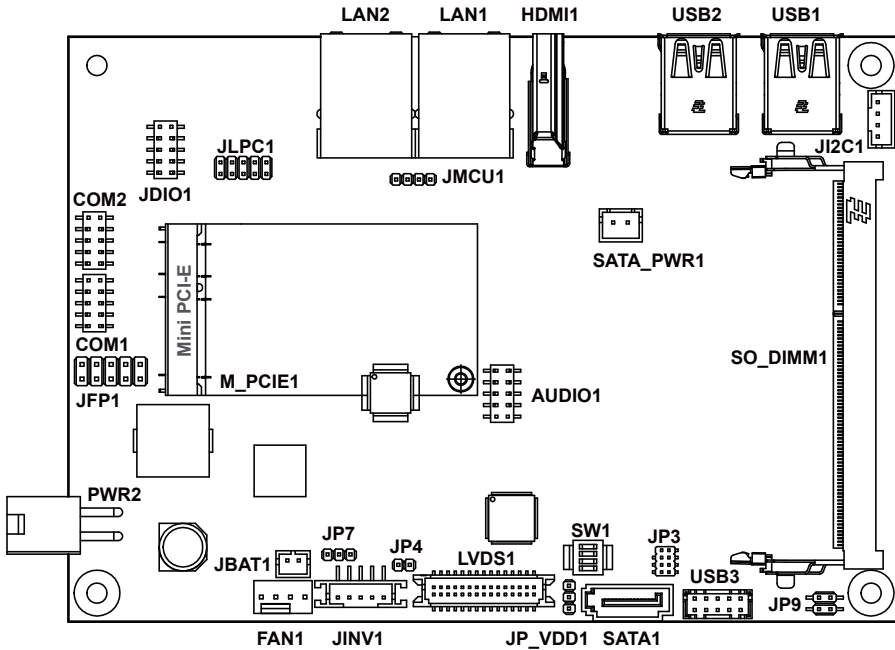 LAN2
LAN1
HDMI1
USB2
USB1
JI2C1
JLPC1
JMCU1
JDIO1
COM2
SATA_PWR1
Mini PCI-E
COM1
SO_DIMM1
M_PCIE1
JFP1
AUDIO1
PWR2
SW1
JP7
JP4
LVDS1
JP3
JBAT1
USB3
JP9
FAN1
JINV1
JP_VDD1
SATA1